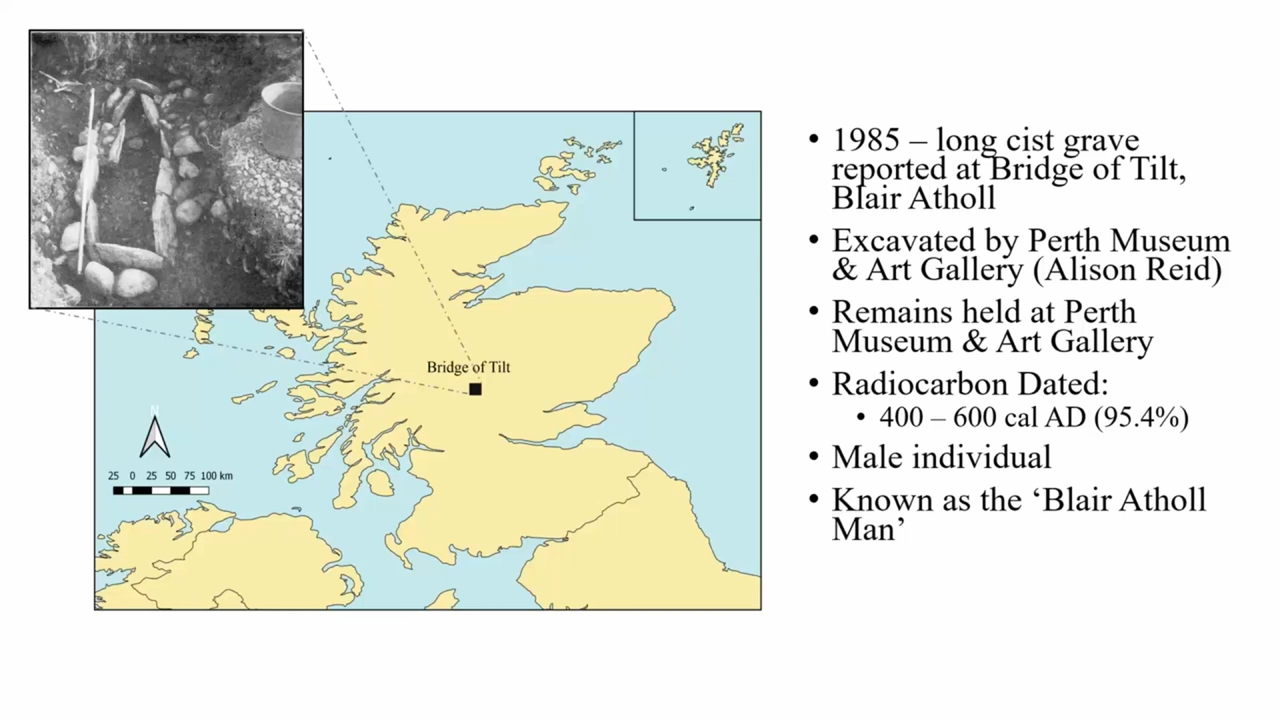 Bridge of Tilt
N
25 0 25 50 75 100 km
• 1985 – long cist grave
reported at Bridge of Tilt,
Blair Atholl
• Excavated by Perth Museum
& Art Gallery (Alison Reid)
• Remains held at Perth
Museum & Art Gallery
• Radiocarbon Dated:
• 400 – 600 cal AD (95.4%)
• Male individual
• Known as the ‘Blair Atholl
Man’